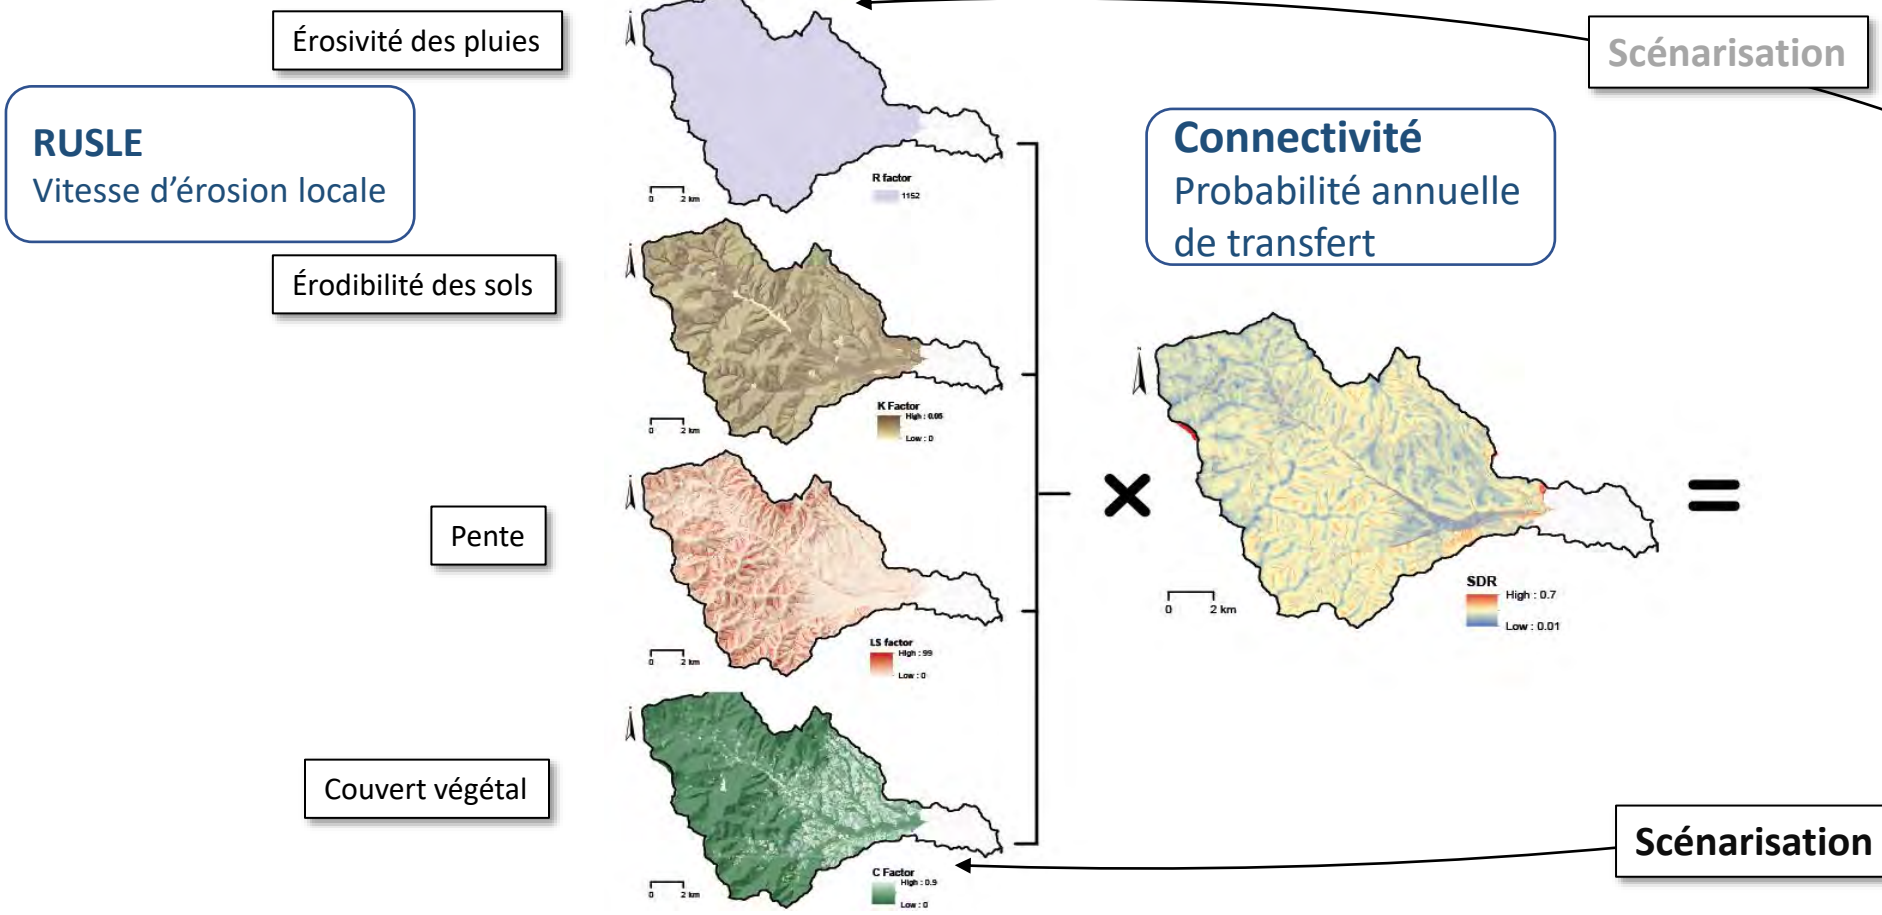 Érosivité des pluies
Scénarisation
RUSLE
Vitesse d’érosion locale
Connectivité
Probabilité annuelle
de transfert
R factor
1152
0 2 km
Érodibilité des sols
K Factor
High : 0.05
Low : 0
0 2 km
Pente
LS factor
High : 99
Low : 0
0 2 km
N
SDR
High : 0.7
Low : 0.01
0 2 km
Couvert végétal
C Factor
High : 0.9
Low : 0
0 2 km
Scénarisation